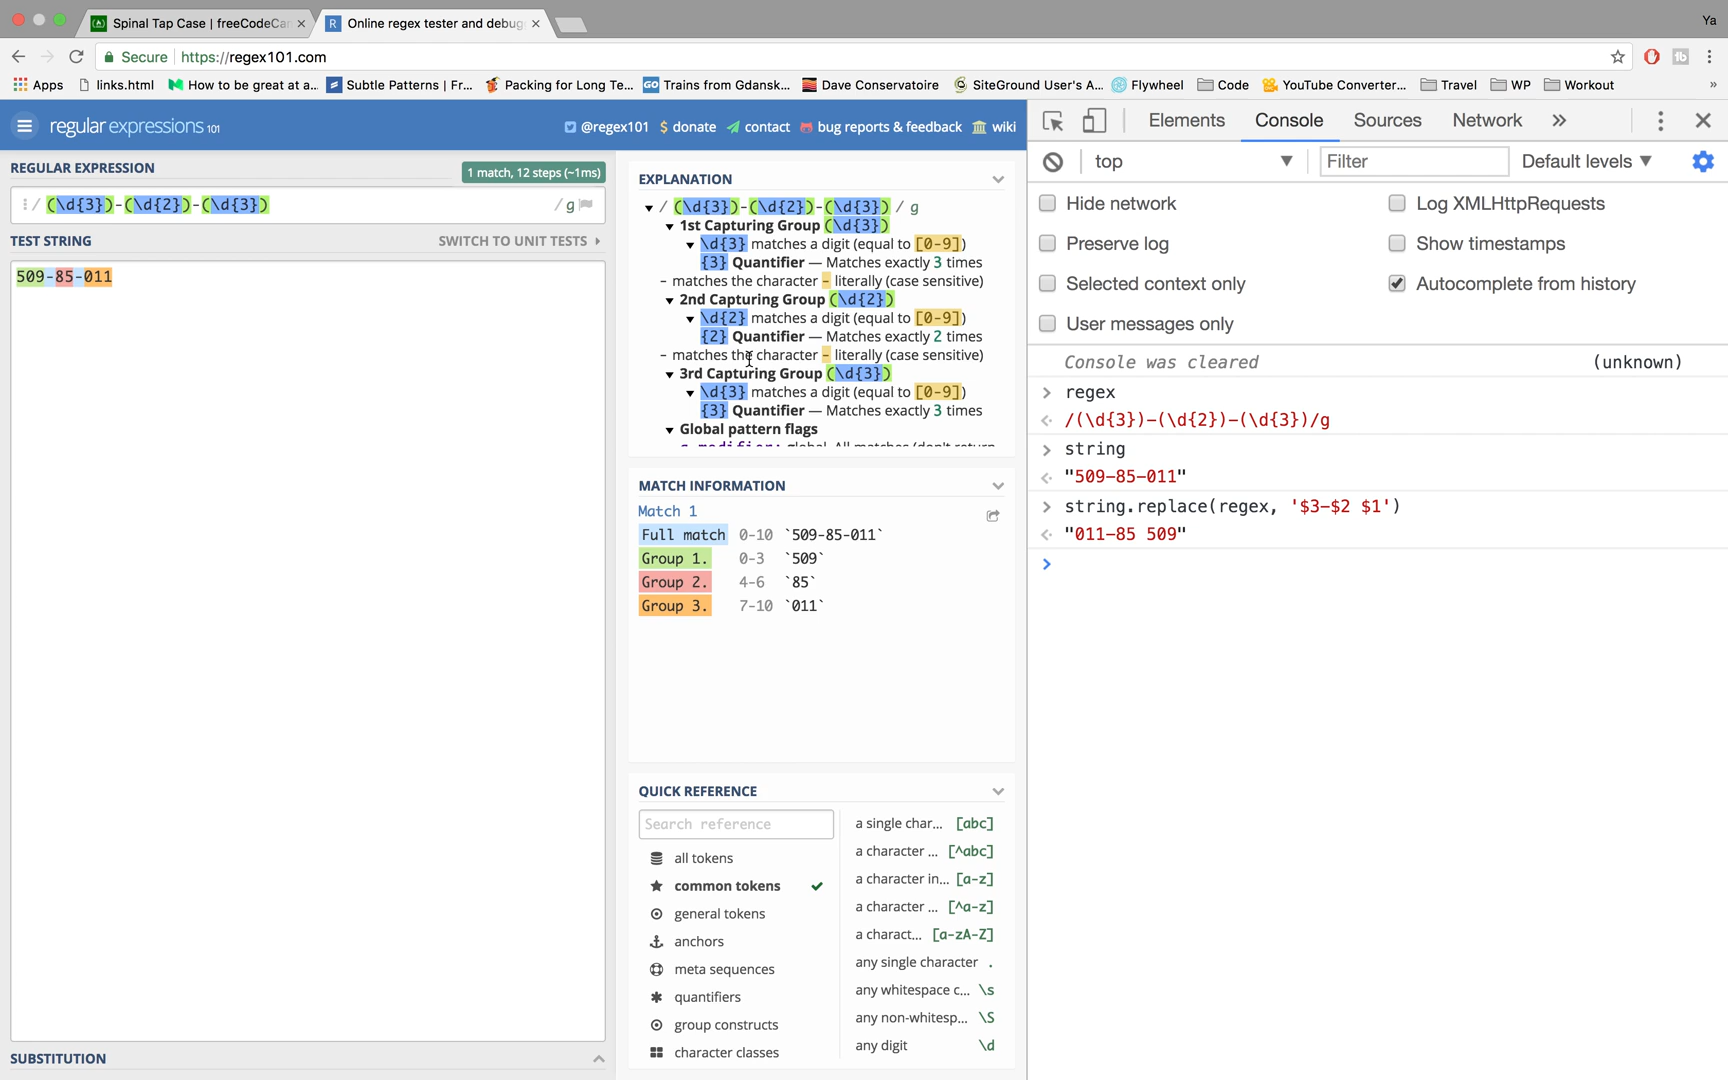 Spinal Tap Case | freeCodeCa
Online regex tester and debug
Ya
Secure
https://regex101.com
Apps
links.html
How to be great at a...
Subtle Patterns | Fr...
Packing for Long Te...
GO
Trains from Gdansk...
Dave Conservatoire
SiteGround User's A...
Flywheel
Code
YouTube Converter...
Travel
WP
Workout
»
regular expressions 101
@regex101
$ donate
contact
bug reports & feedback
wiki
REGULAR EXPRESSION
1 match, 12 steps (~1ms)
/ (\d{3})-(\d{2})-(\d{3})
/ g
TEST STRING
SWITCH TO UNIT TESTS
509-85-011
SUBSTITUTION
EXPLANATION
/ (\d{3})-(\d{2})-(\d{3}) / g
1st Capturing Group (\d{3})
\d{3} matches a digit (equal to [0-9])
{3} Quantifier — Matches exactly 3 times
- matches the character - literally (case sensitive)
2nd Capturing Group (\d{2})
\d{2} matches a digit (equal to [0-9])
{2} Quantifier — Matches exactly 2 times
- matches the character - literally (case sensitive)
3rd Capturing Group (\d{3})
\d{3} matches a digit (equal to [0-9])
{3} Quantifier — Matches exactly 3 times
Global pattern flags
g modifier: global. All matches (don't return
MATCH INFORMATION
Match 1
Full match 0-10 `509-85-011`
Group 1. 0-3 `509`
Group 2. 4-6 `85`
Group 3. 7-10 `011`
QUICK REFERENCE
Search reference
all tokens
common tokens
general tokens
anchors
meta sequences
quantifiers
group constructs
character classes
a single char... [abc]
a character ... [^abc]
a character in... [a-z]
a character ... [^a-z]
a charact... [a-zA-Z]
any single character .
any whitespace c... \s
any non-whitesp... \S
any digit \d
Elements
Console
Sources
Network
»
top
Filter
Default levels
Hide network
Log XMLHttpRequests
Preserve log
Show timestamps
Selected context only
Autocomplete from history
User messages only
Console was cleared (unknown)
> regex
/(\d{3})-(\d{2})-(\d{3})/g
> string
"509-85-011"
> string.replace(regex, '$3-$2 $1')
"011-85 509"
>